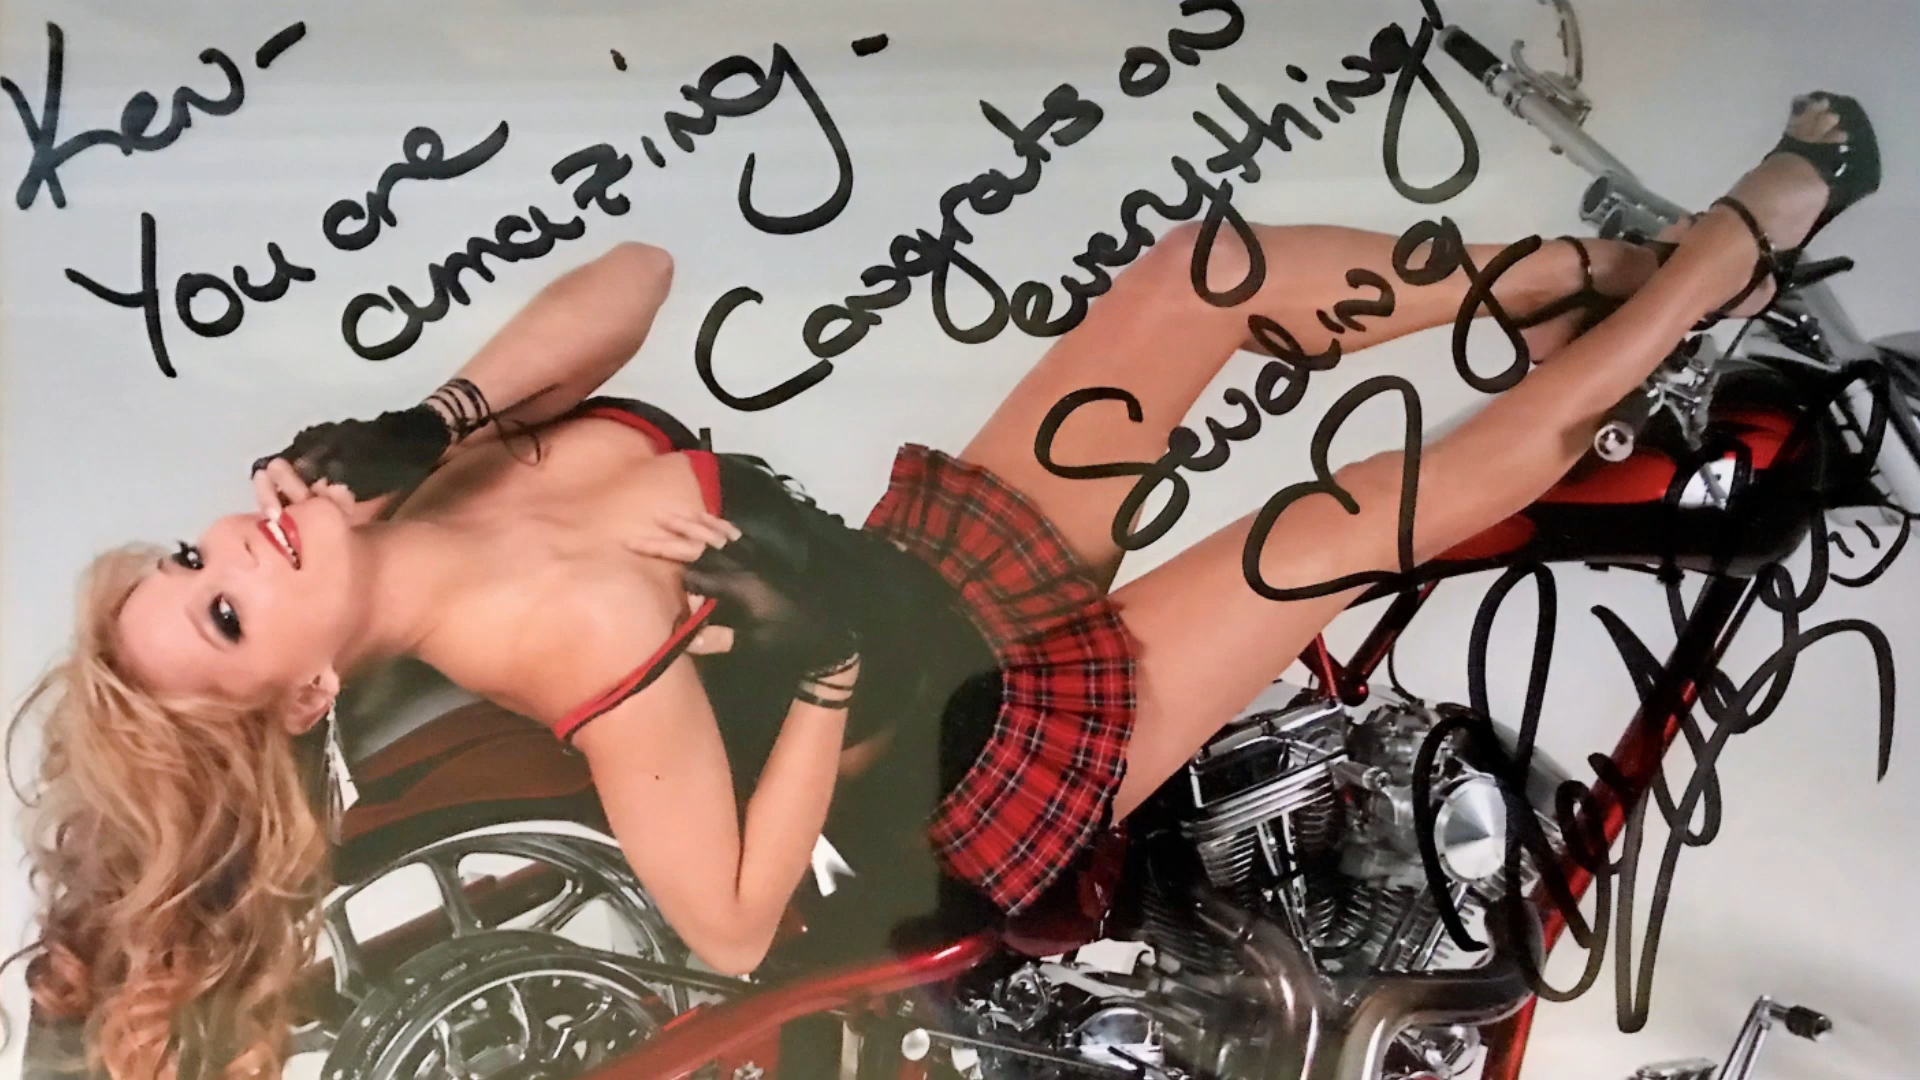 Ken-
You are
amazing-
Congrats on
everything!
Sending